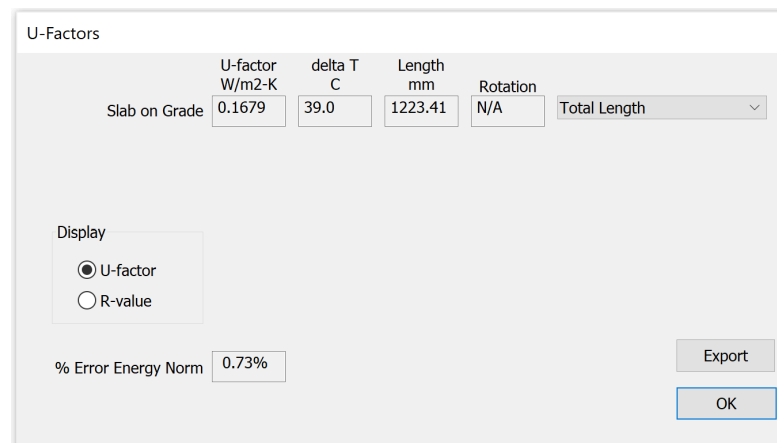 U-Factors
U-factor delta T Length
W/m2-K C mm Rotation
Slab on Grade 0.1679 39.0 1223.41 N/A Total Length
Display
U-factor
R-value
% Error Energy Norm 0.73%
Export
OK